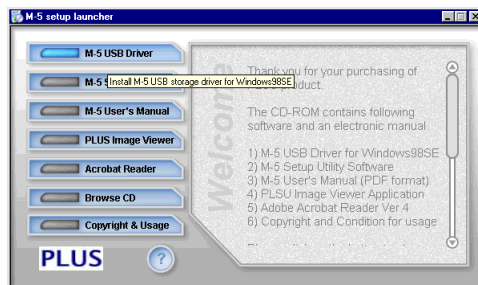 M-5 setup launcher
M-5 USB Driver
M-5 S
Install M-5 USB storage driver for Windows98SE
M-5 User's Manual
PLUS Image Viewer
Acrobat Reader
Browse CD
Copyright & Usage
PLUS
?
Welcome
Thank you for your purchasing of
product.
The CD-ROM contains following
software and an electronic manual.
1) M-5 USB Driver for Windows98SE
2) M-5 Setup Utility Software
3) M-5 User's Manual (PDF format)
4) PLSU Image Viewer Application
5) Adobe Acrobat Reader Ver.4
6) Copyright and Condition for usage